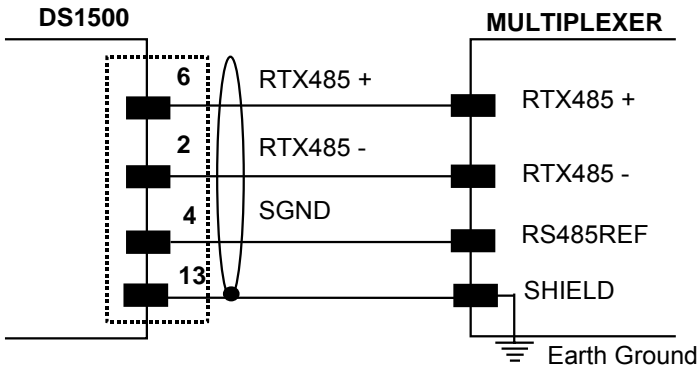 DS1500
MULTIPLEXER
6
RTX485 +
RTX485 +
2
RTX485 -
RTX485 -
4
SGND
RS485REF
13
SHIELD
Earth Ground